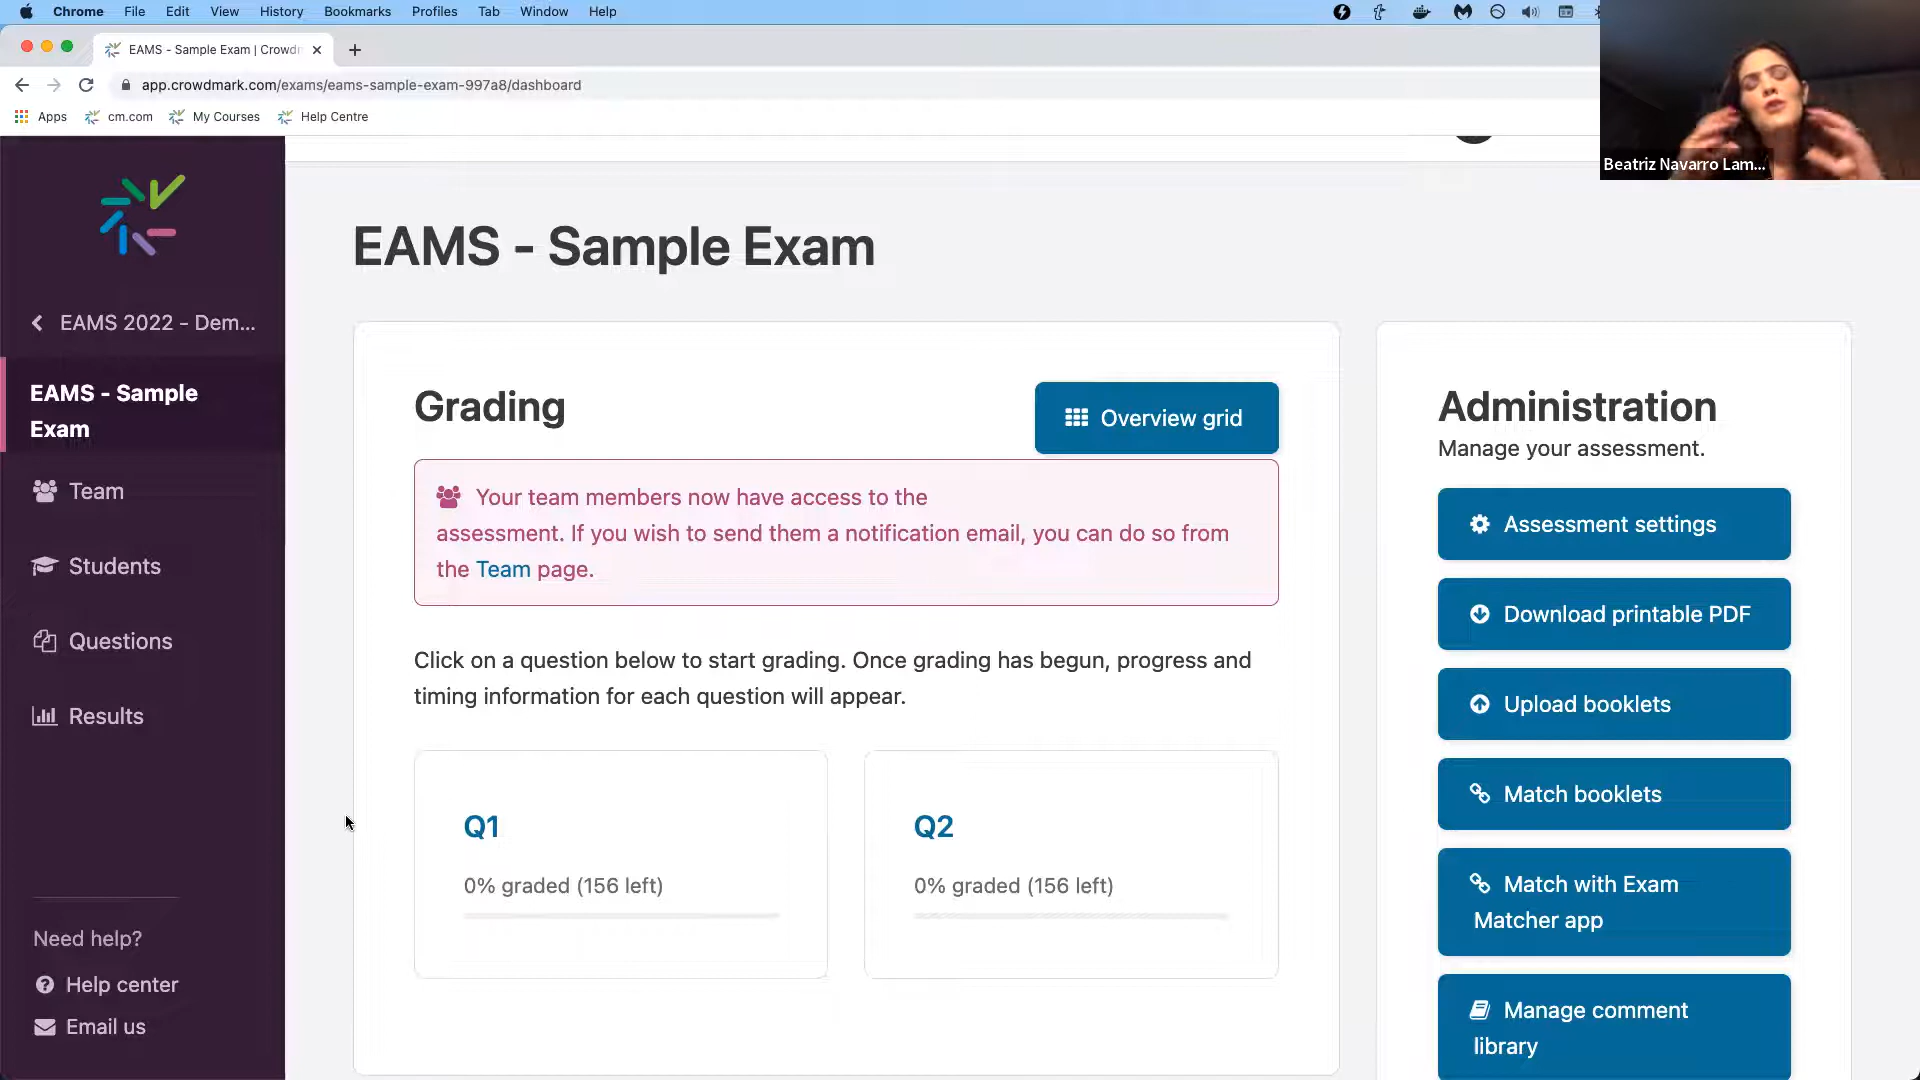 Chrome File Edit View History Bookmarks Profiles Tab Window Help
EAMS - Sample Exam | Crowdm
app.crowdmark.com/exams/eams-sample-exam-997a8/dashboard
Apps cm.com My Courses Help Centre
Beatriz Navarro Lam...
EAMS 2022 - Dem...
EAMS - Sample
Exam
Team
Students
Questions
Results
Need help?
Help center
Email us
EAMS - Sample Exam
Grading
Overview grid
Your team members now have access to the
assessment. If you wish to send them a notification email, you can do so from
the Team page.
Click on a question below to start grading. Once grading has begun, progress and
timing information for each question will appear.
Q1
0% graded (156 left)
Q2
0% graded (156 left)
Administration
Manage your assessment.
Assessment settings
Download printable PDF
Upload booklets
Match booklets
Match with Exam
Matcher app
Manage comment
library